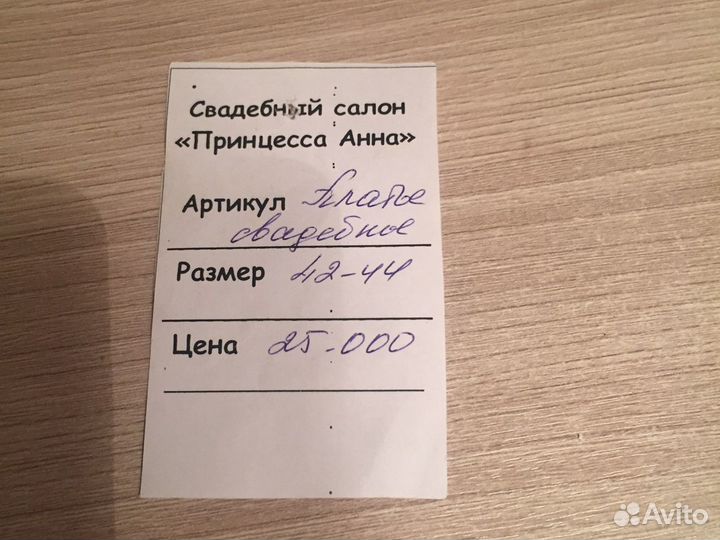 Свадебный салон
«Принцесса Анна»
Артикул Платье
свадебное
Размер 42-44
Цена 25-000
Avito